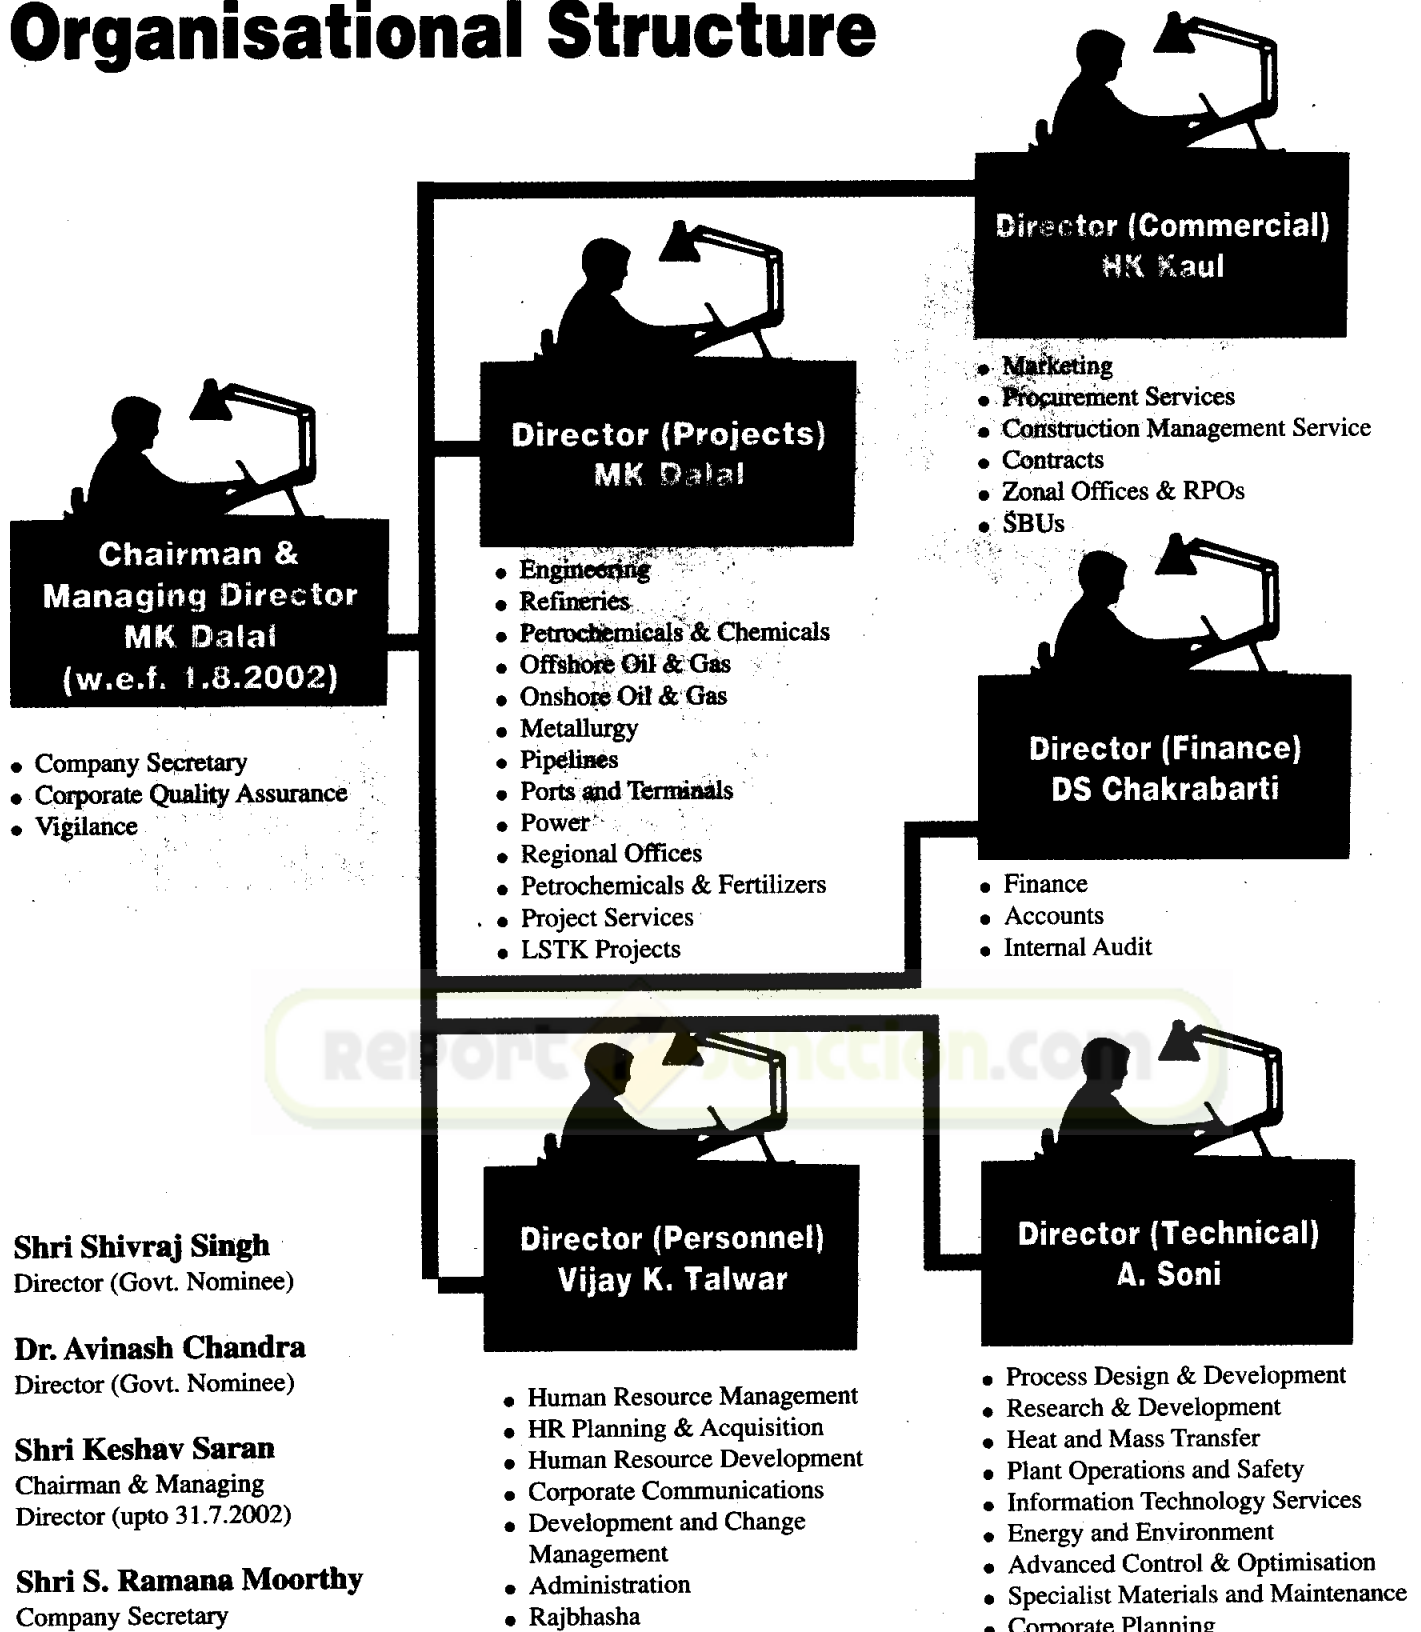 Organisational Structure
Director (Commercial)
HK Kaul
• Marketing
• Procurement Services
• Construction Management Service
• Contracts
• Zonal Offices & RPOs
• SBUs
Director (Projects)
MK Dalal
• Engineering
• Refineries
• Petrochemicals & Chemicals
• Offshore Oil & Gas
• Onshore Oil & Gas
• Metallurgy
• Pipelines
• Ports and Terminals
• Power
• Regional Offices
• Petrochemicals & Fertilizers
• Project Services
• LSTK Projects
Chairman &
Managing Director
MK Dalal
(w.e.f. 1.8.2002)
• Company Secretary
• Corporate Quality Assurance
• Vigilance
Director (Finance)
DS Chakrabarti
• Finance
• Accounts
• Internal Audit
Report Junction.com
Director (Personnel)
Vijay K. Talwar
• Human Resource Management
• HR Planning & Acquisition
• Human Resource Development
• Corporate Communications
• Development and Change
Management
• Administration
• Rajbhasha
Director (Technical)
A. Soni
• Process Design & Development
• Research & Development
• Heat and Mass Transfer
• Plant Operations and Safety
• Information Technology Services
• Energy and Environment
• Advanced Control & Optimisation
• Specialist Materials and Maintenance
• Corporate Planning
Shri Shivraj Singh
Director (Govt. Nominee)
Dr. Avinash Chandra
Director (Govt. Nominee)
Shri Keshav Saran
Chairman & Managing
Director (upto 31.7.2002)
Shri S. Ramana Moorthy
Company Secretary